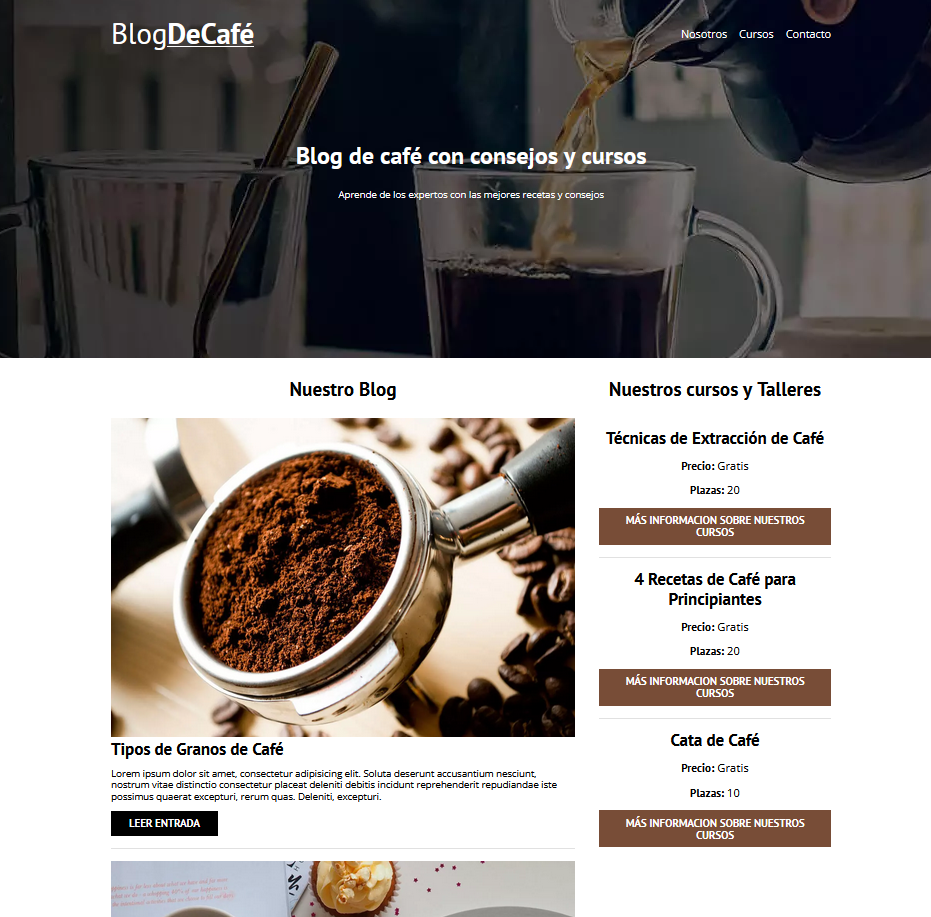 BlogDeCafé
Nosotros Cursos Contacto
Blog de café con consejos y cursos
Aprende de los expertos con las mejores recetas y consejos
Nuestro Blog
Tipos de Granos de Café
Lorem ipsum dolor sit amet, consectetur adipisicing elit. Soluta deserunt accusantium nesciunt,
nostrum vitae distinctio consectetur placeat deleniti debitis incidunt reprehenderit repudiandae iste
possimus quaerat excepturi, rerum quas. Deleniti, excepturi.
LEER ENTRADA
Nuestros cursos y Talleres
Técnicas de Extracción de Café
Precio: Gratis
Plazas: 20
MÁS INFORMACION SOBRE NUESTROS
CURSOS
4 Recetas de Café para
Principiantes
Precio: Gratis
Plazas: 20
MÁS INFORMACION SOBRE NUESTROS
CURSOS
Cata de Café
Precio: Gratis
Plazas: 10
MÁS INFORMACION SOBRE NUESTROS
CURSOS